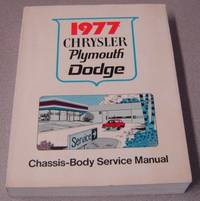 1977
CHRYSLER
Plymouth
Dodge
Service
Chassis-Body Service Manual